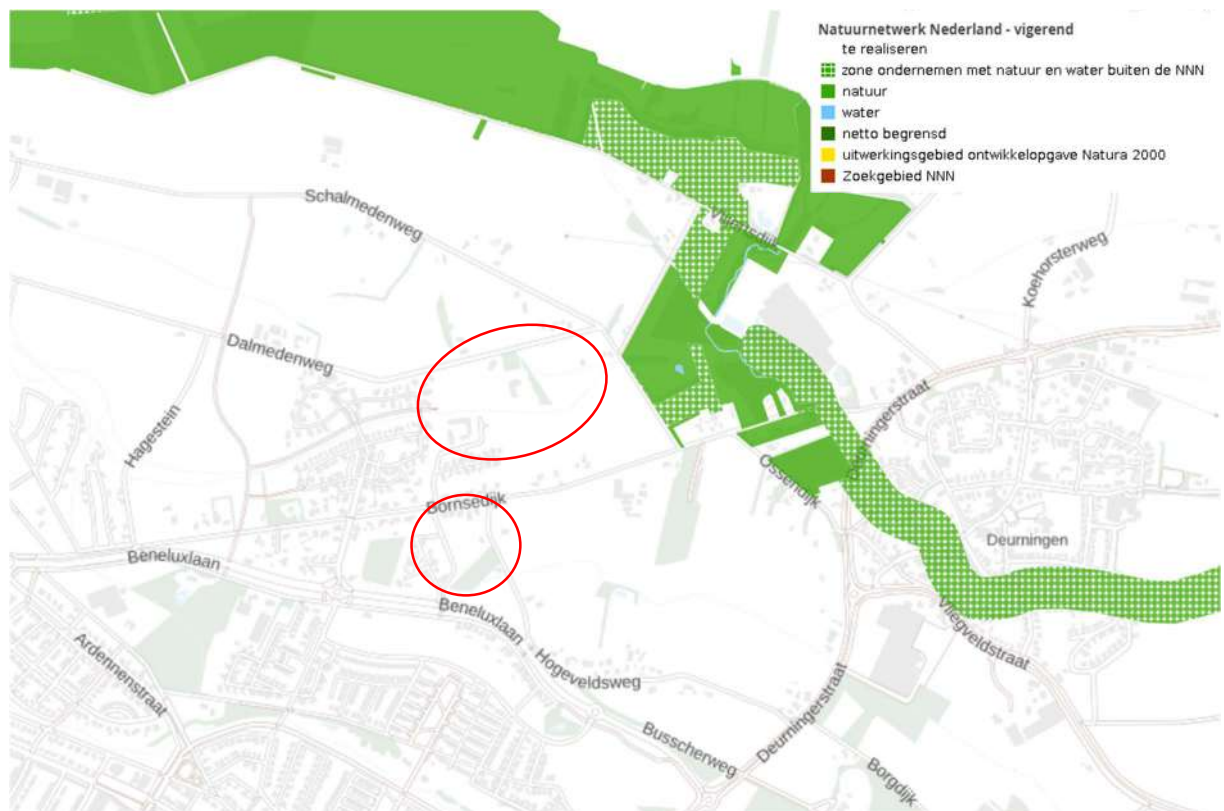 Natuurnetwerk Nederland - vigerend
te realiseren
zone ondernemen met natuur en water buiten de NNN
natuur
water
netto begrensd
uitwerkingsgebied ontwikkelopgave Natura 2000
Zoekgebied NNN
Schalmedenweg
Koehorsterweg
Dalmedenweg
Hagestein
Deurningerstraat
Ossendijk
Bornsedijk
Deurningen
Beneluxlaan
Beneluxlaan
Vliegveldstraat
Ardennenstraat
Hogeveldsweg
Deurningerstraat
Busscherweg
Borgdijk